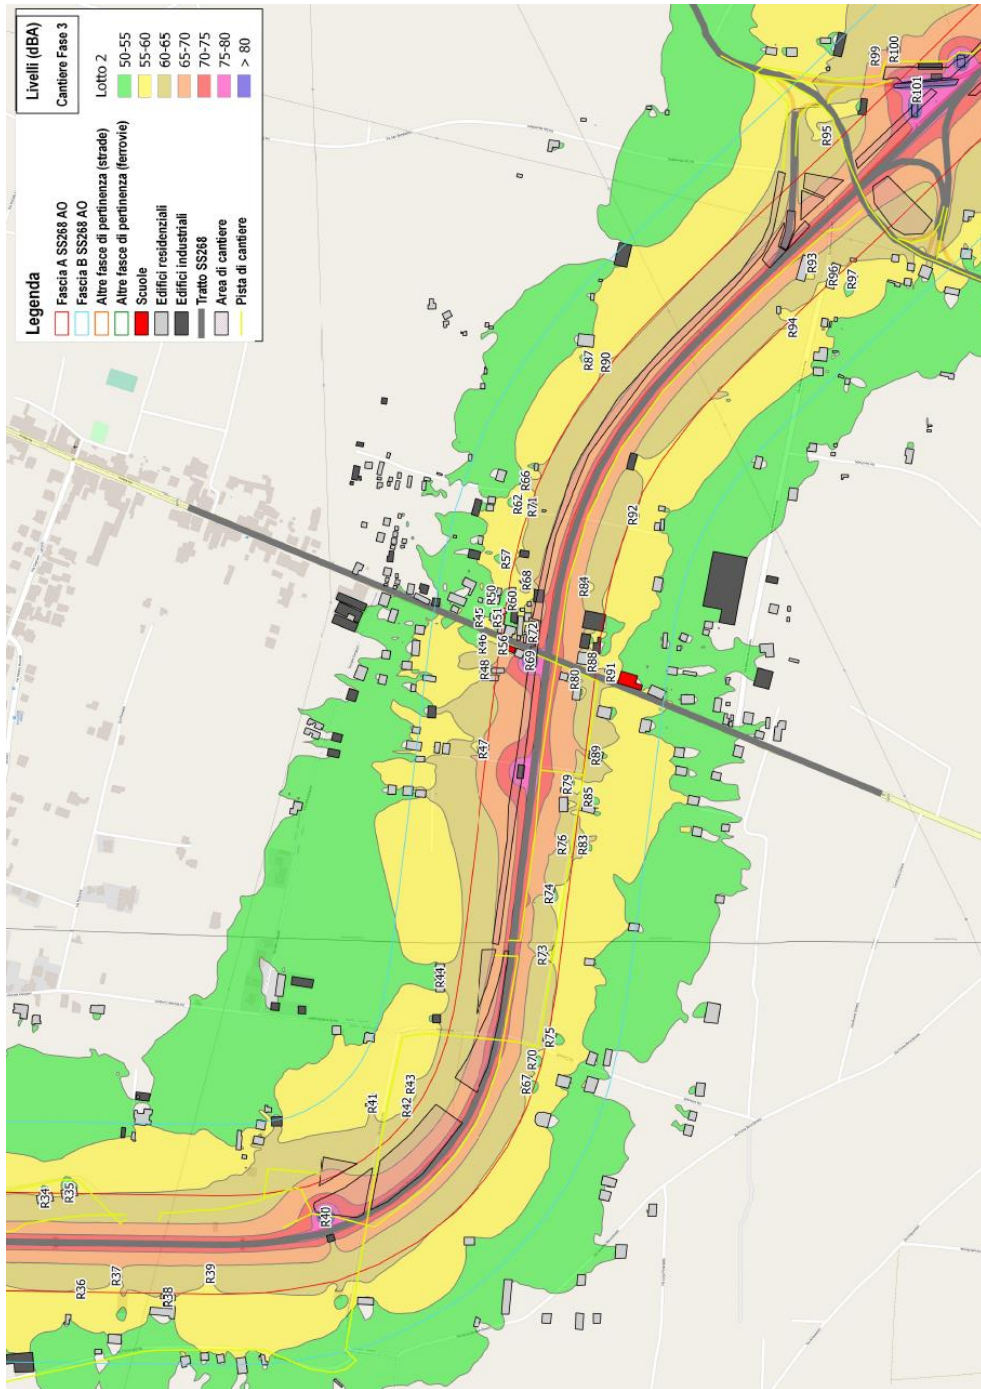 Livelli (dBA)
Cantiere Fase 3
Legenda
Fascia A SS268 AO
Fascia B SS268 AO
Altre fasce di pertinenza (strade)
Altre fasce di pertinenza (ferrovie)
Scuole
Edifici residenziali
Edifici industriali
Tratto SS268
Area di cantiere
Pista di cantiere
Lotto 2
50-55
55-60
60-65
65-70
70-75
75-80
> 80
R34
R35
R36
R37
R38
R39
R40
R41
R42
R43
R44
R45
R46
R47
R48
R50
R51
R56
R57
R60
R62
R66
R67
R68
R69
R70
R71
R72
R73
R74
R75
R76
R79
R80
R83
R84
R85
R87
R88
R89
R90
R91
R92
R93
R94
R95
R96
R97
R99
R100
R101